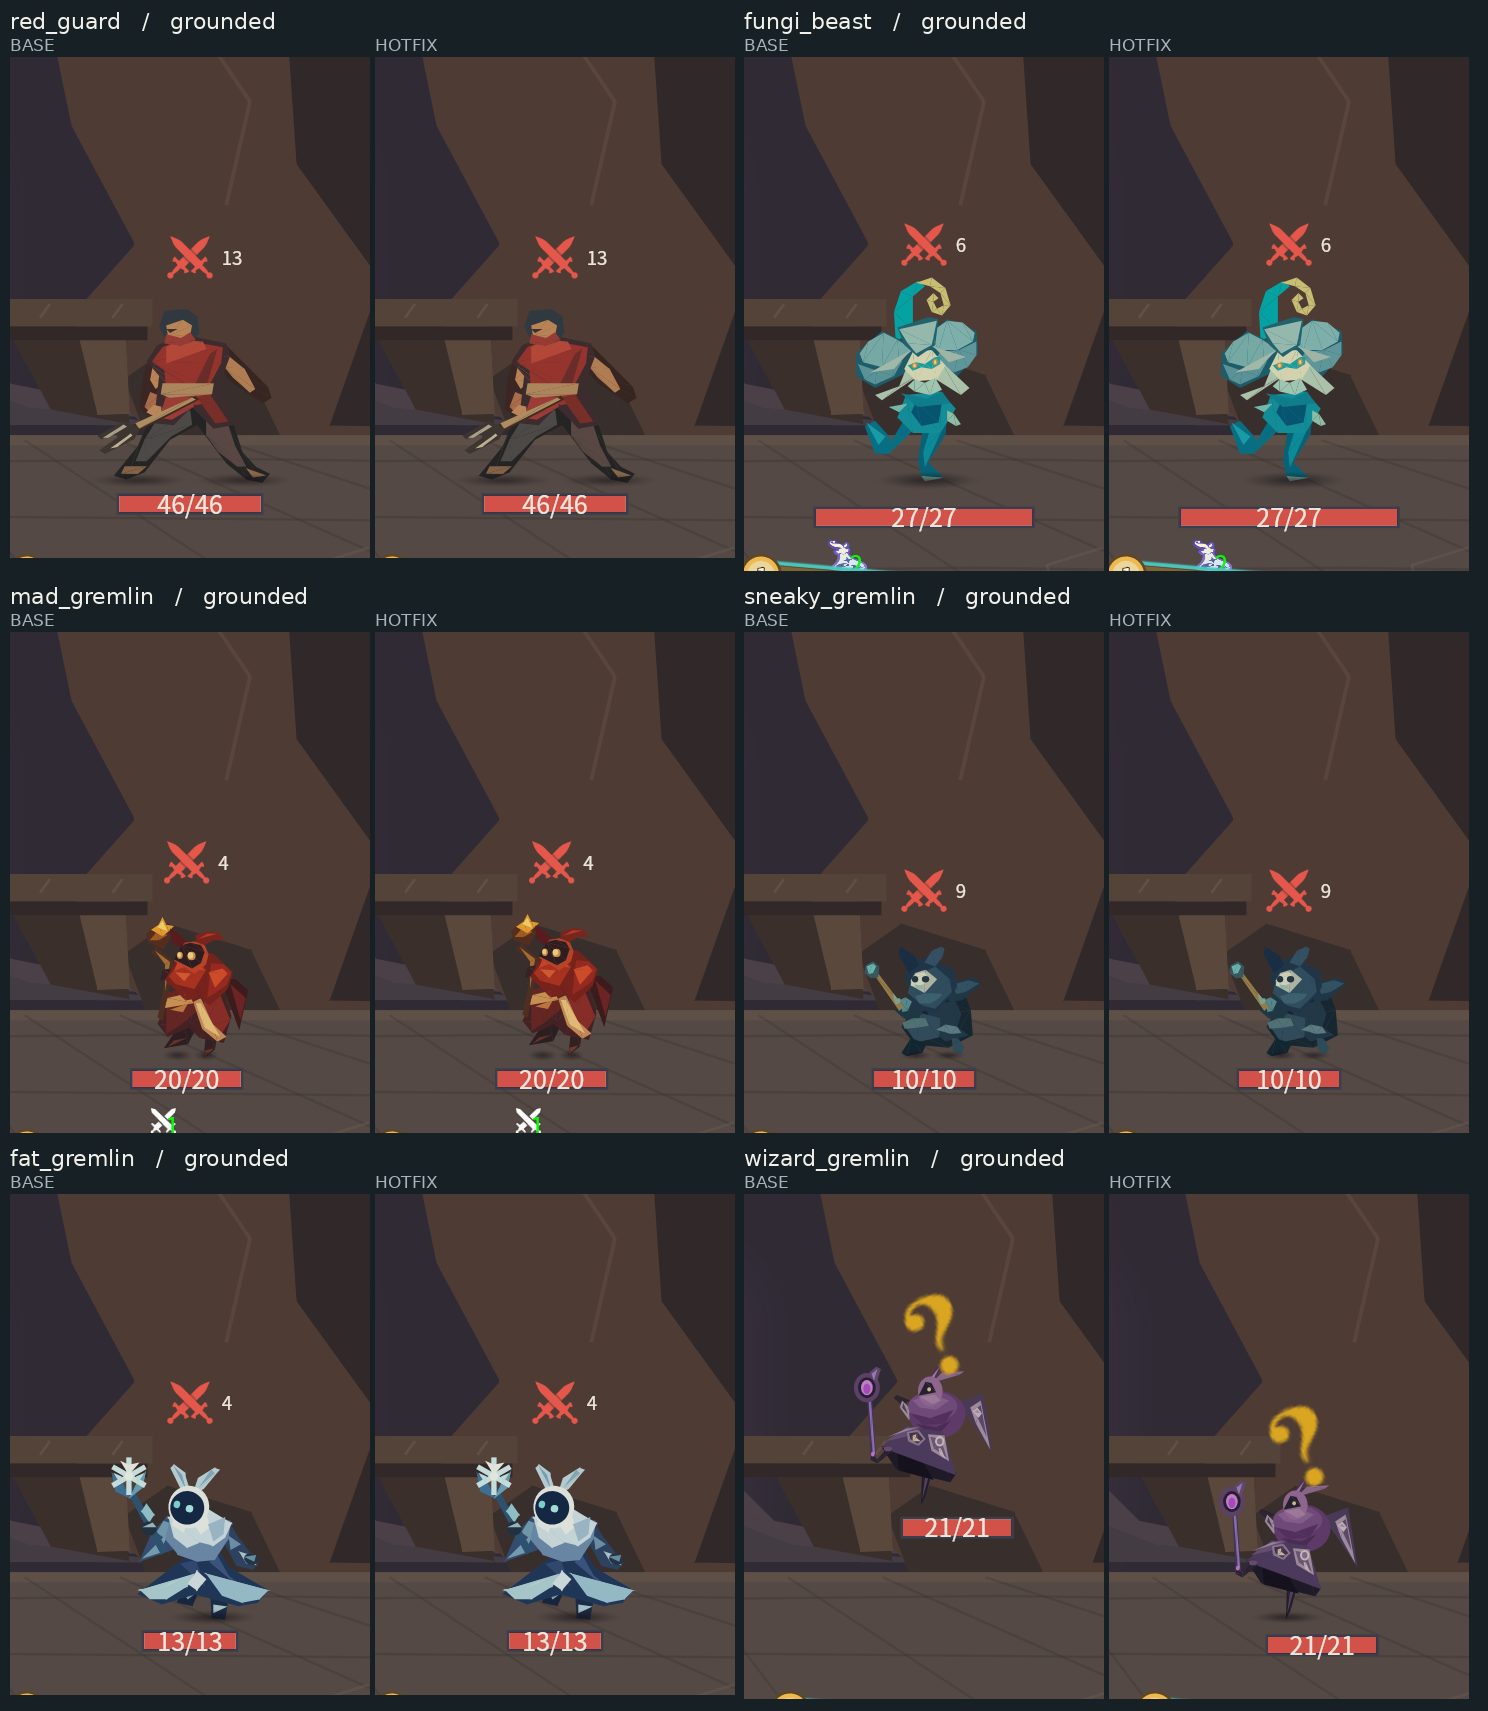 red_guard / grounded
BASE
HOTFIX
13
13
46/46
46/46
fungi_beast / grounded
BASE
HOTFIX
6
6
27/27
27/27
mad_gremlin / grounded
BASE
HOTFIX
4
4
20/20
20/20
sneaky_gremlin / grounded
BASE
HOTFIX
9
9
10/10
10/10
fat_gremlin / grounded
BASE
HOTFIX
4
4
13/13
13/13
wizard_gremlin / grounded
BASE
HOTFIX
?
?
21/21
21/21